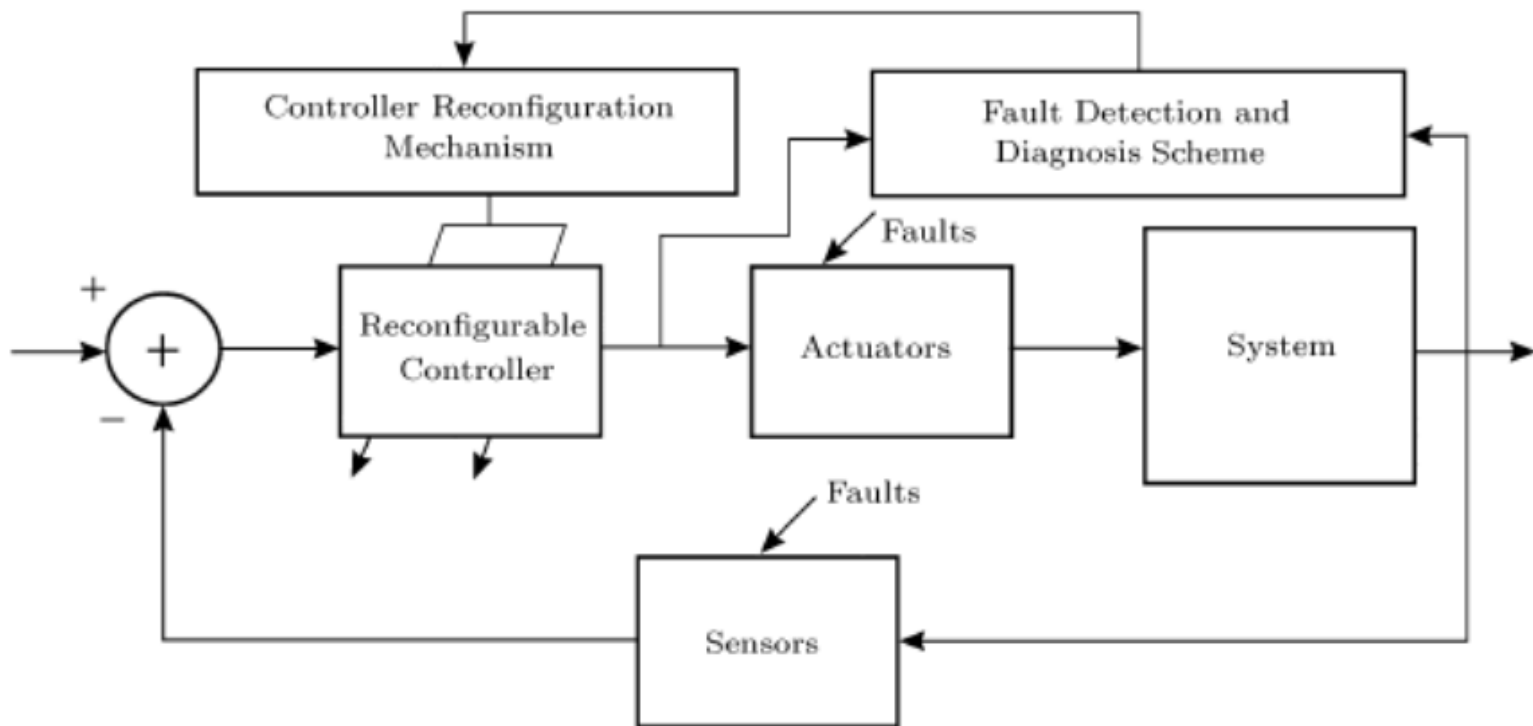 Controller Reconfiguration
Mechanism
Fault Detection and
Diagnosis Scheme
Faults
+
+
−
Reconfigurable
Controller
Actuators
System
Faults
Sensors